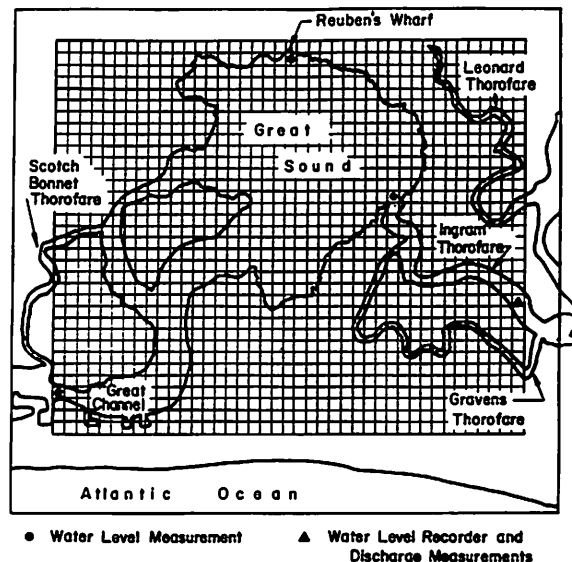 Reuben's Wharf
Leonard
Thorofare
Great
Sound
Scotch
Bonnet
Thorofare
Ingram
Thorofare
Great
Channel
Gravens
Thorofare
Atlantic Ocean
Water Level Measurement
Water Level Recorder and
Discharge Measurements